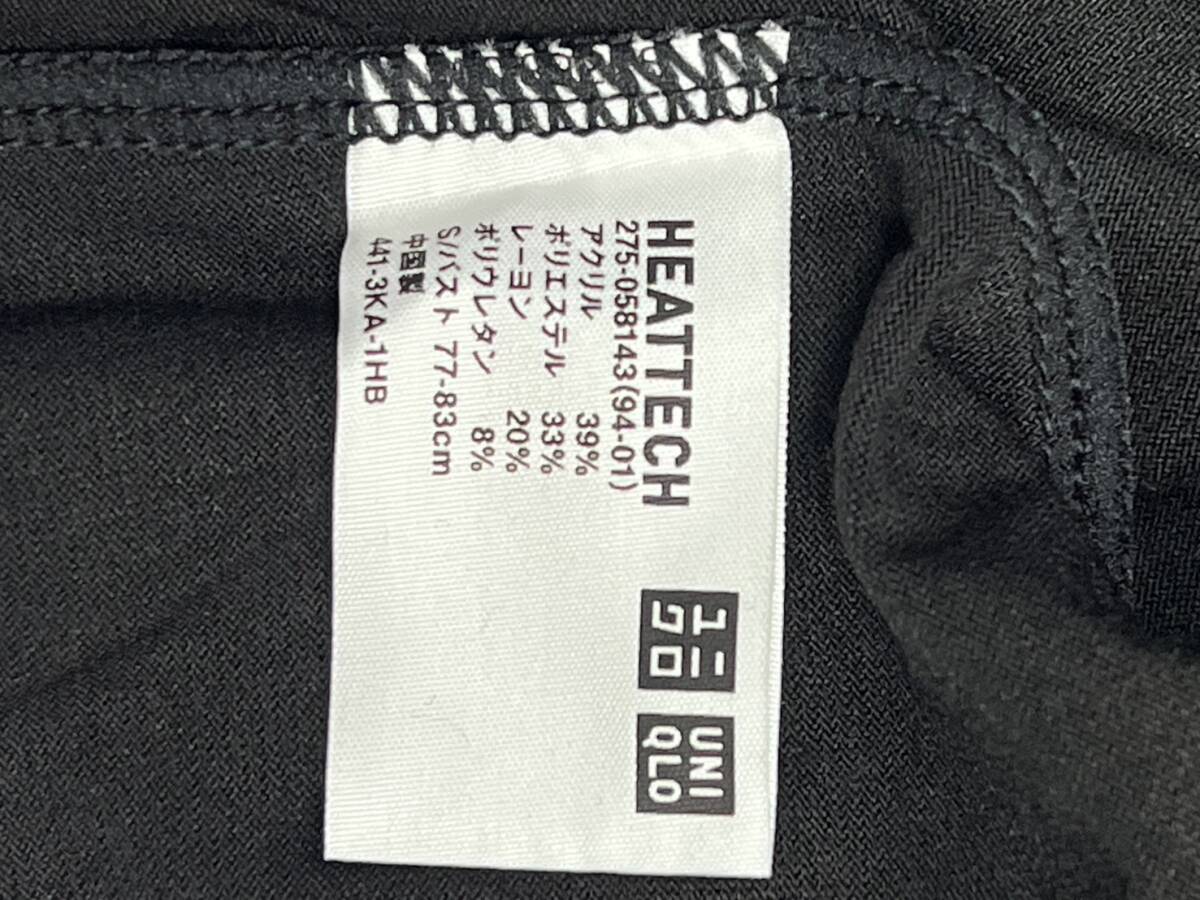 HEATTECH
275-058143(94-01)
アクリル 39%
ポリエステル 33%
レーヨン 20%
ポリウレタン 8%
S/バスト 77-83cm
中国製
441-3KA-1HB
ユニ
クロ
UNI
QLO